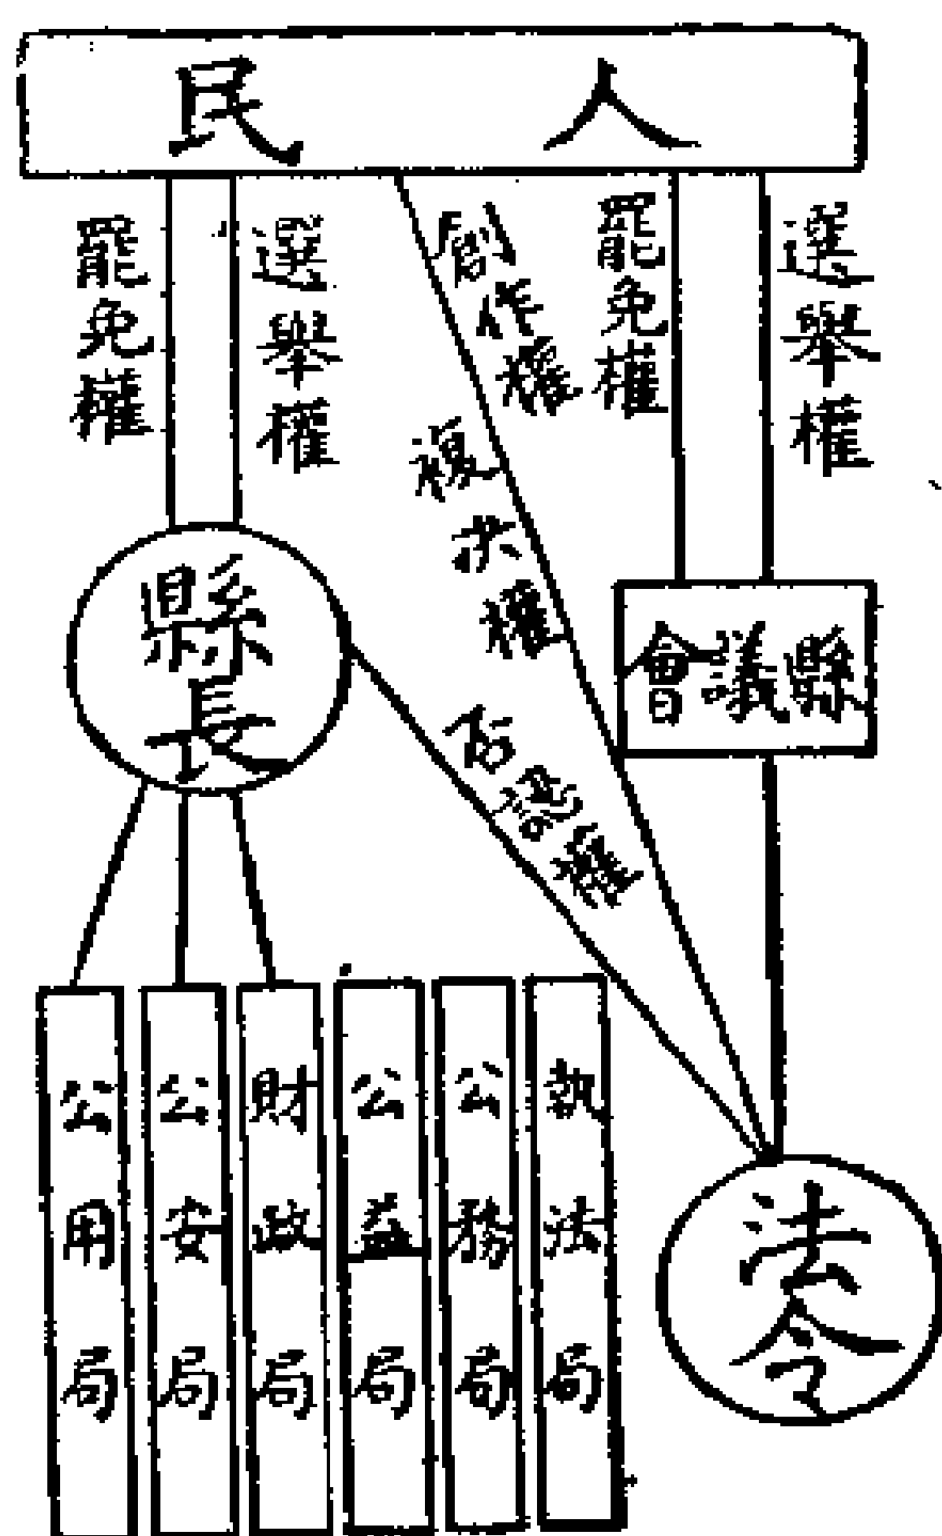 人民
選舉權
罷免權
創作權
複決權
選舉權
罷免權
縣議會
縣長
否認權
執法局
公務局
公益局
財政局
公安局
公用局
法令